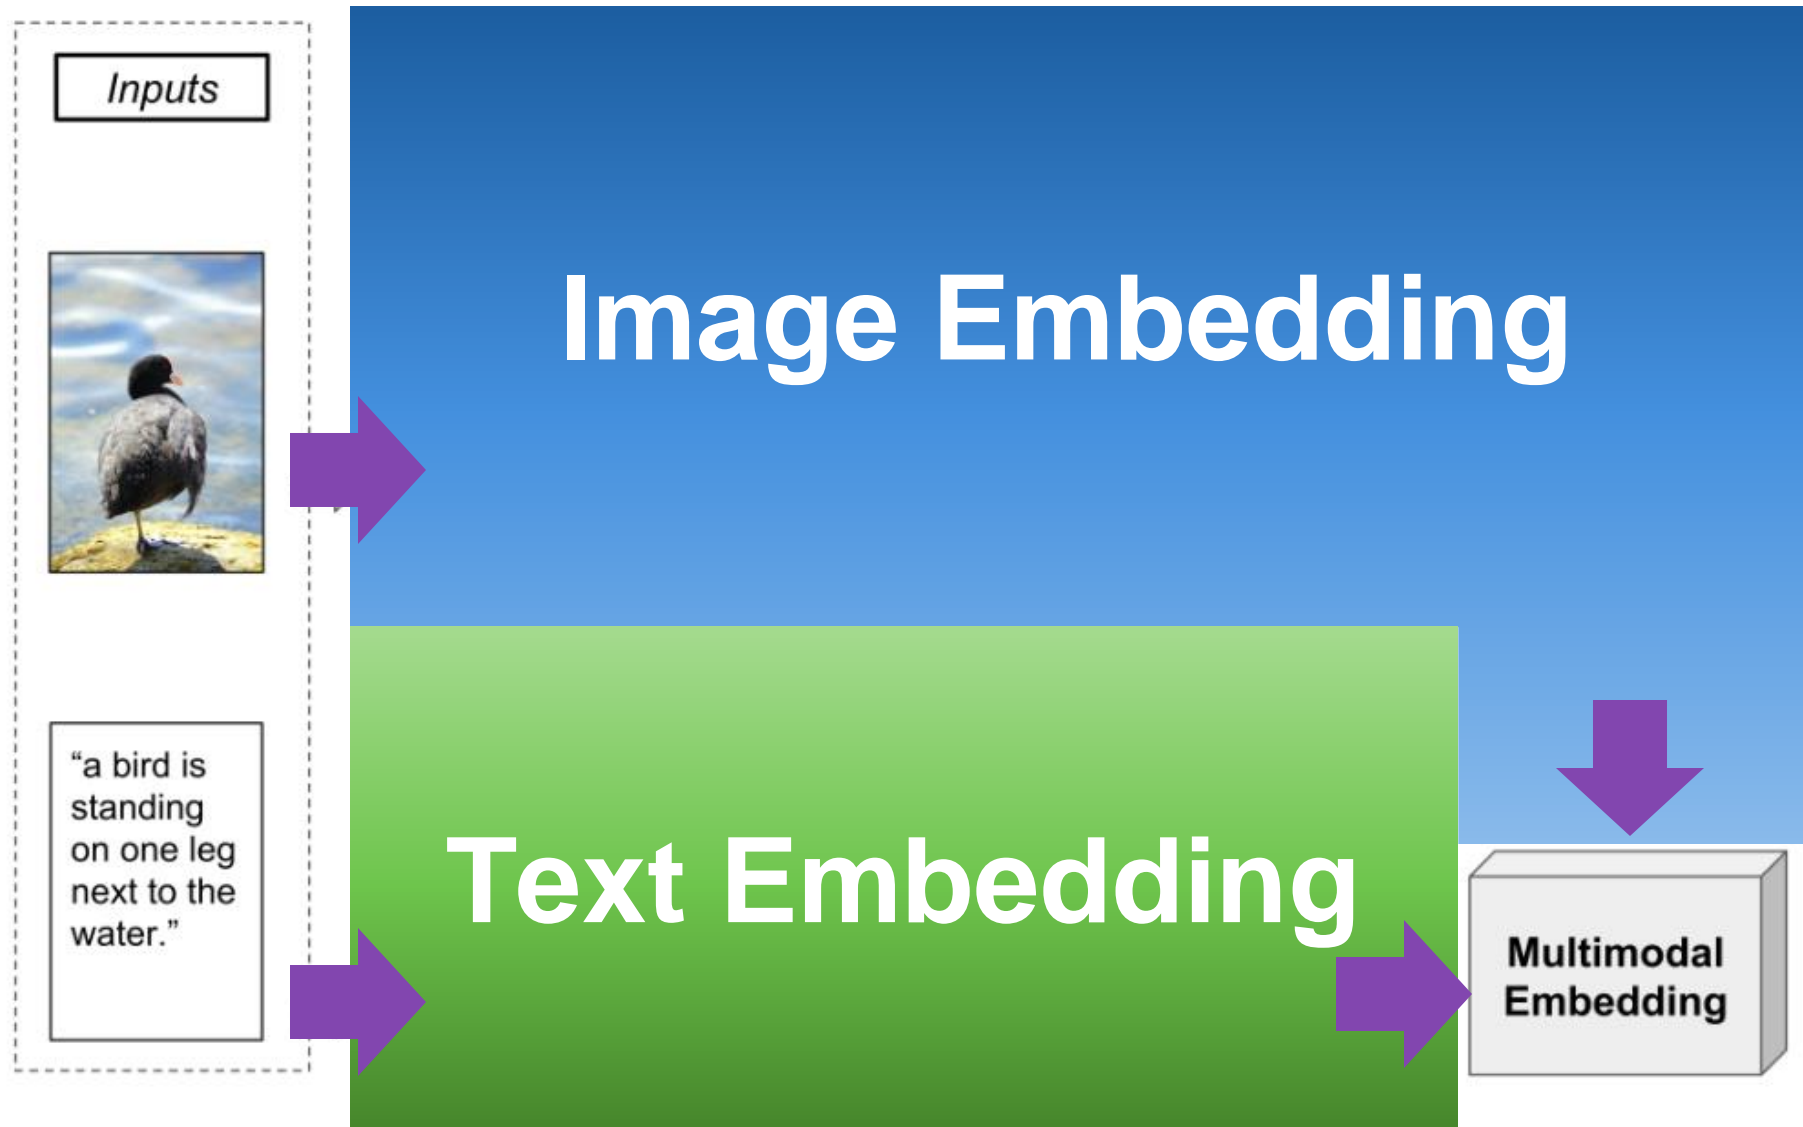 Inputs
Image Embedding
“a bird is
standing
on one leg
next to the
water.”
Text Embedding
Multimodal
Embedding